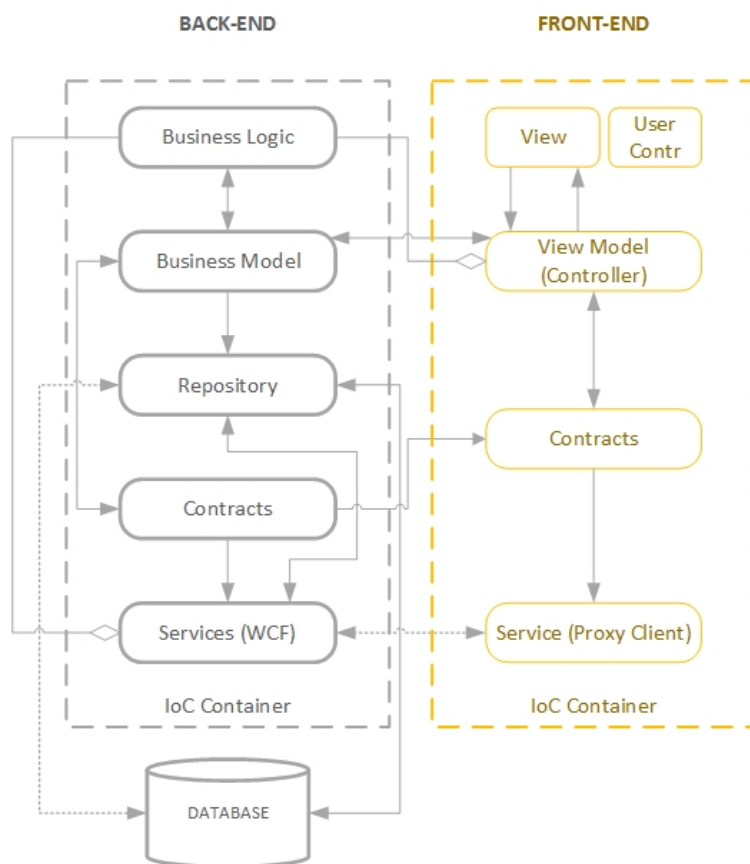 BACK-END
FRONT-END
Business Logic
View
User
Contr
Business Model
View Model
(Controller)
Repository
Contracts
Contracts
Services (WCF)
Service (Proxy Client)
IoC Container
IoC Container
DATABASE